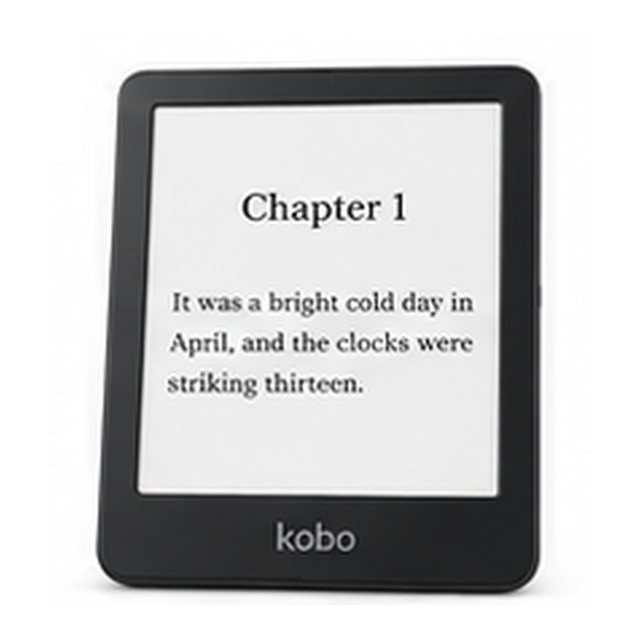 Chapter 1
It was a bright cold day in
April, and the clocks were
striking thirteen.
kobo